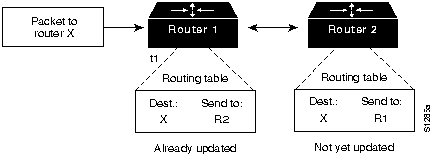 Packet to
router X
Router 1
Router 2
t1
Routing table
Routing table
Dest.: Send to:
X R2
Dest.: Send to:
X R1
Already updated
Not yet updated
S1285a